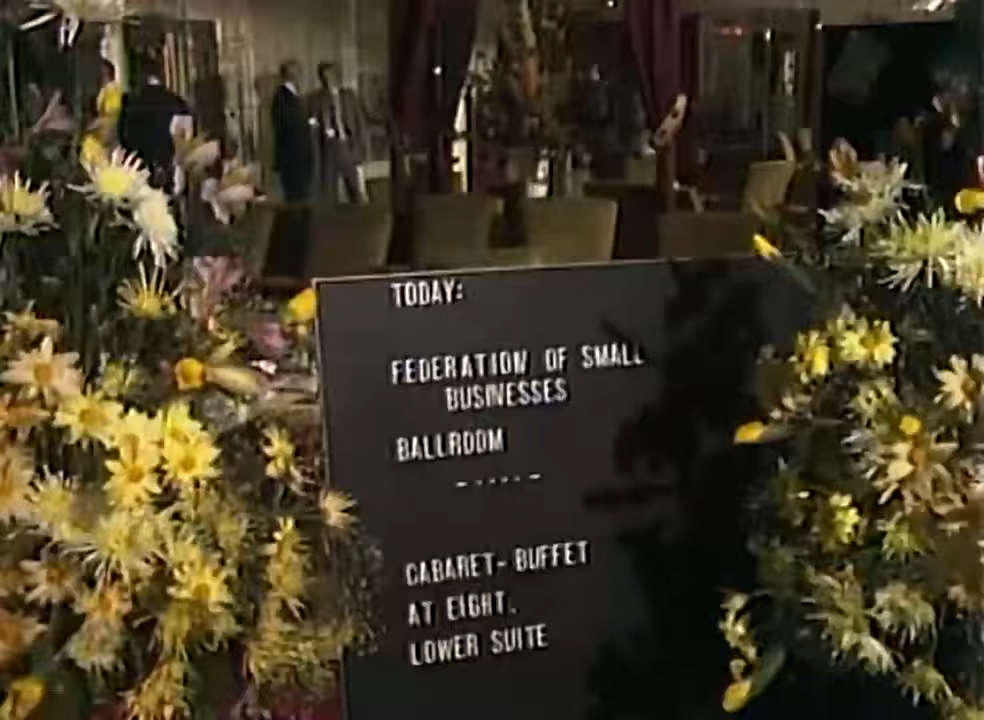 TODAY:
FEDERATION OF SMALL
BUSINESSES
BALLROOM
- ···· -
CABARET- BUFFET
AT EIGHT.
LOWER SUITE